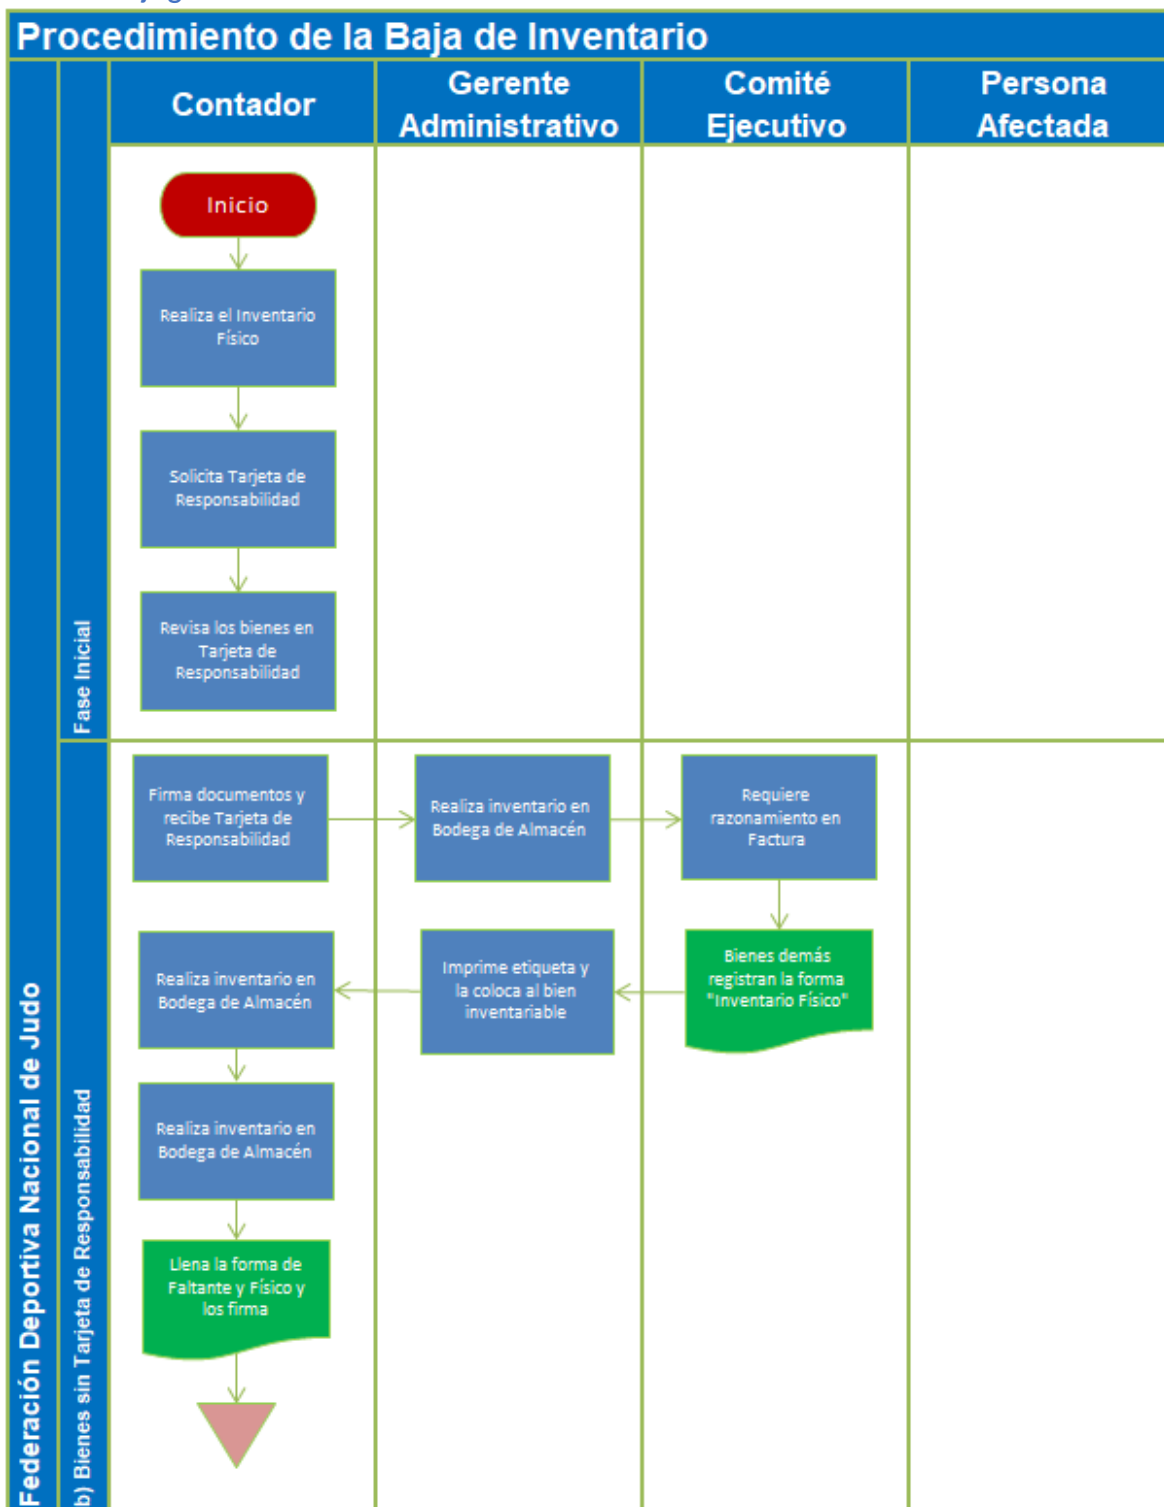 Procedimiento de la Baja de Inventario
Contador
Gerente
Administrativo
Comité
Ejecutivo
Persona
Afectada
Federación Deportiva Nacional de Judo
Fase Inicial
Inicio
Realiza el Inventario
Físico
Solicita Tarjeta de
Responsabilidad
Revisa los bienes en
Tarjeta de
Responsabilidad
b) Bienes sin Tarjeta de Responsabilidad
Firma documentos y
recibe Tarjeta de
Responsabilidad
Realiza inventario en
Bodega de Almacén
Requiere
razonamiento en
Factura
Bienes demás
registran la forma
"Inventario Físico"
Imprime etiqueta y
la coloca al bien
inventariable
Realiza inventario en
Bodega de Almacén
Realiza inventario en
Bodega de Almacén
Llena la forma de
Faltante y Físico y
los firma